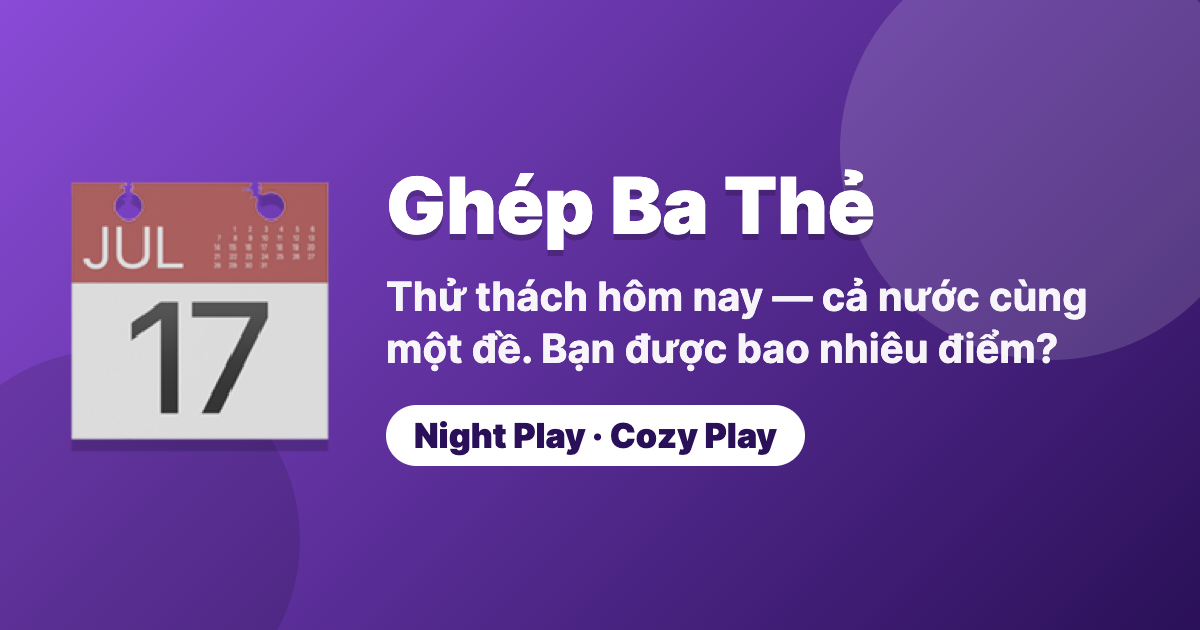 JUL
17
Ghép Ba Thẻ
Thử thách hôm nay — cả nước cùng
một đề. Bạn được bao nhiêu điểm?
Night Play · Cozy Play